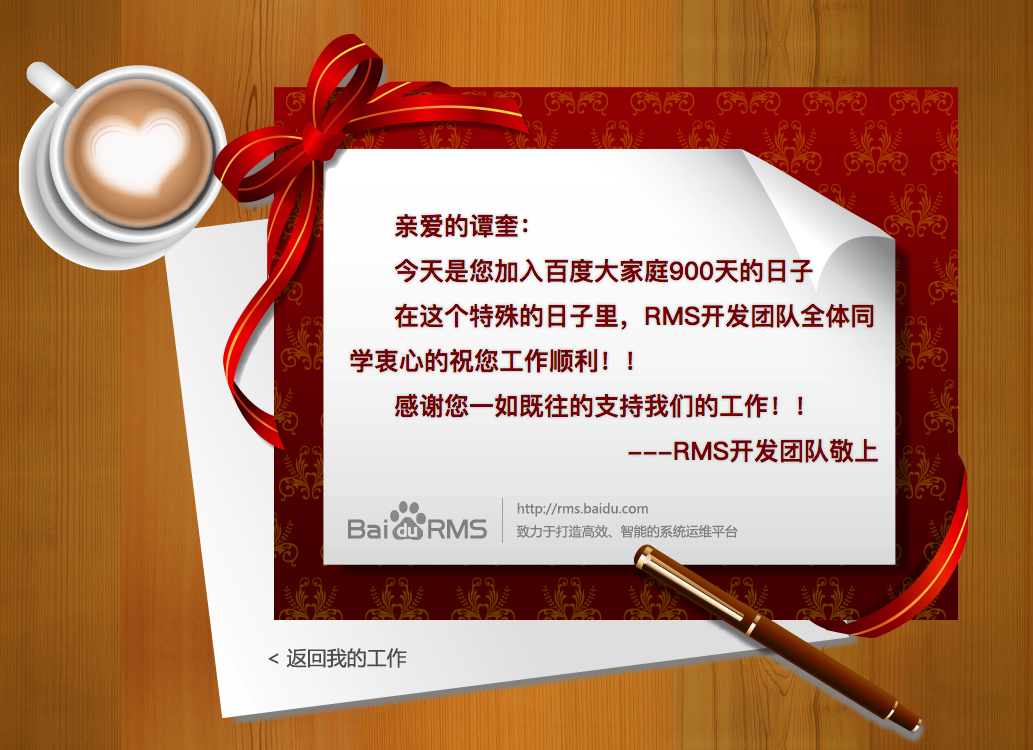 亲爱的谭奎：
今天是您加入百度大家庭900天的日子
在这个特殊的日子里，RMS开发团队全体同
学衷心的祝您工作顺利！！
感谢您一如既往的支持我们的工作！！
---RMS开发团队敬上
Bai du RMS
http://rms.baidu.com
致力于打造高效、智能的系统运维平台
< 返回我的工作